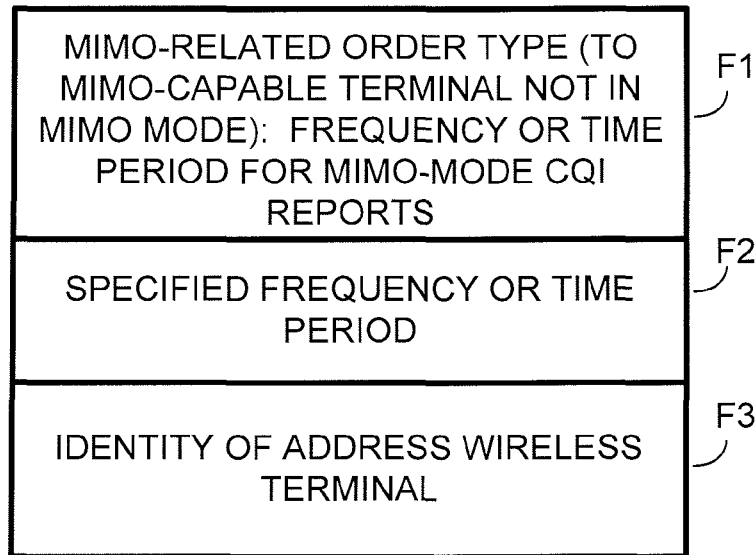 MIMO-RELATED ORDER TYPE (TO
MIMO-CAPABLE TERMINAL NOT IN
MIMO MODE): FREQUENCY OR TIME
PERIOD FOR MIMO-MODE CQI
REPORTS
F1
SPECIFIED FREQUENCY OR TIME
PERIOD
F2
IDENTITY OF ADDRESS WIRELESS
TERMINAL
F3